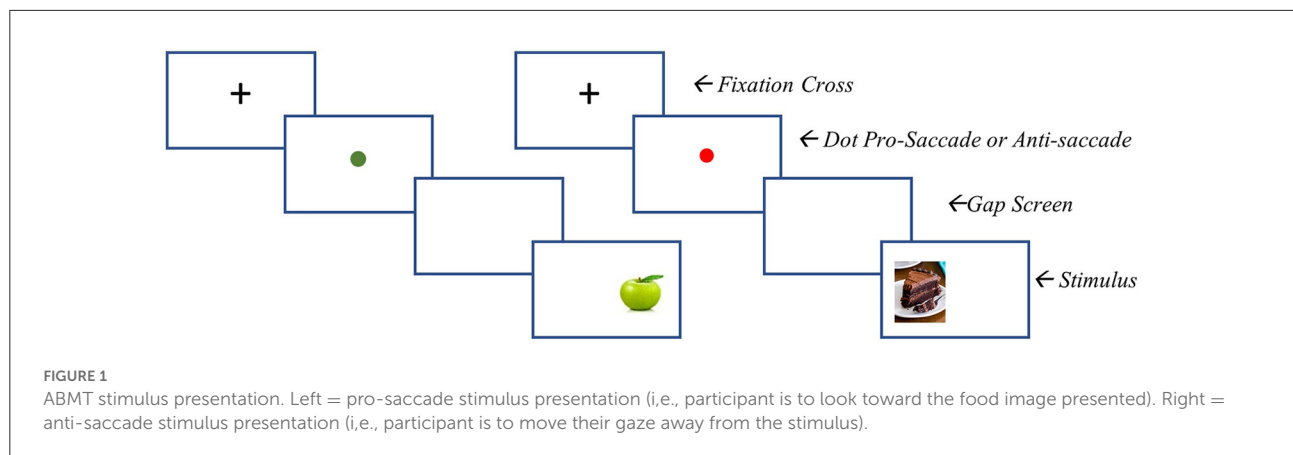 ← Fixation Cross
← Dot Pro-Saccade or Anti-saccade
←Gap Screen
← Stimulus
FIGURE 1
ABMT stimulus presentation. Left = pro-saccade stimulus presentation (i,e., participant is to look toward the food image presented). Right =
anti-saccade stimulus presentation (i,e., participant is to move their gaze away from the stimulus).